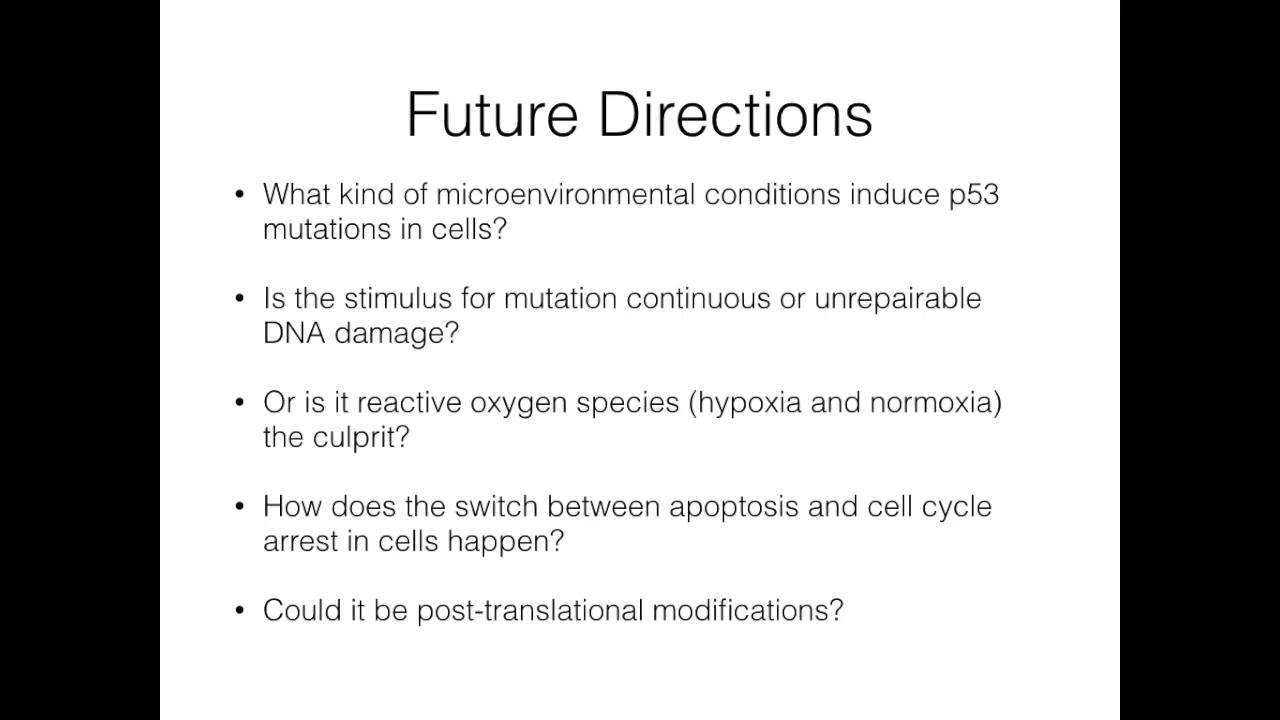 Future Directions
• What kind of microenvironmental conditions induce p53
mutations in cells?
• Is the stimulus for mutation continuous or unrepairable
DNA damage?
• Or is it reactive oxygen species (hypoxia and normoxia)
the culprit?
• How does the switch between apoptosis and cell cycle
arrest in cells happen?
• Could it be post-translational modifications?